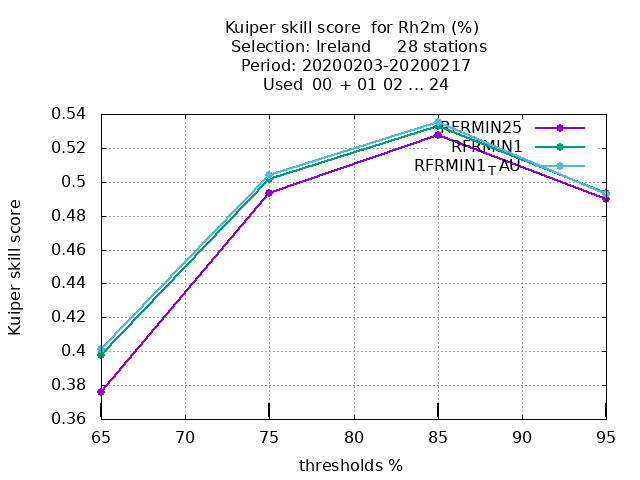 Kuiper skill score  for Rh2m (%)
Selection: Ireland     28 stations
Period: 20200203-20200217
Used  00 + 01 02 ... 24
RFRMIN25
RFRMIN1
RFRMIN1TAU
0.54
0.52
0.5
0.48
0.46
0.44
0.42
0.4
0.38
0.36
Kuiper skill score
65 70 75 80 85 90 95
thresholds %